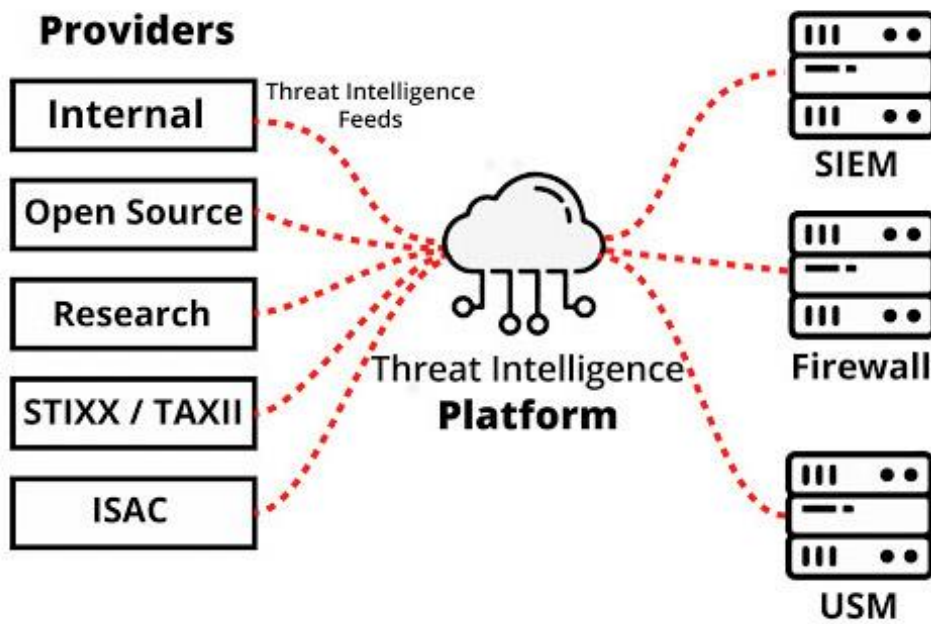 Providers
Internal
Threat Intelligence
Feeds
Open Source
Research
STIXX / TAXII
ISAC
Threat Intelligence
Platform
SIEM
Firewall
USM